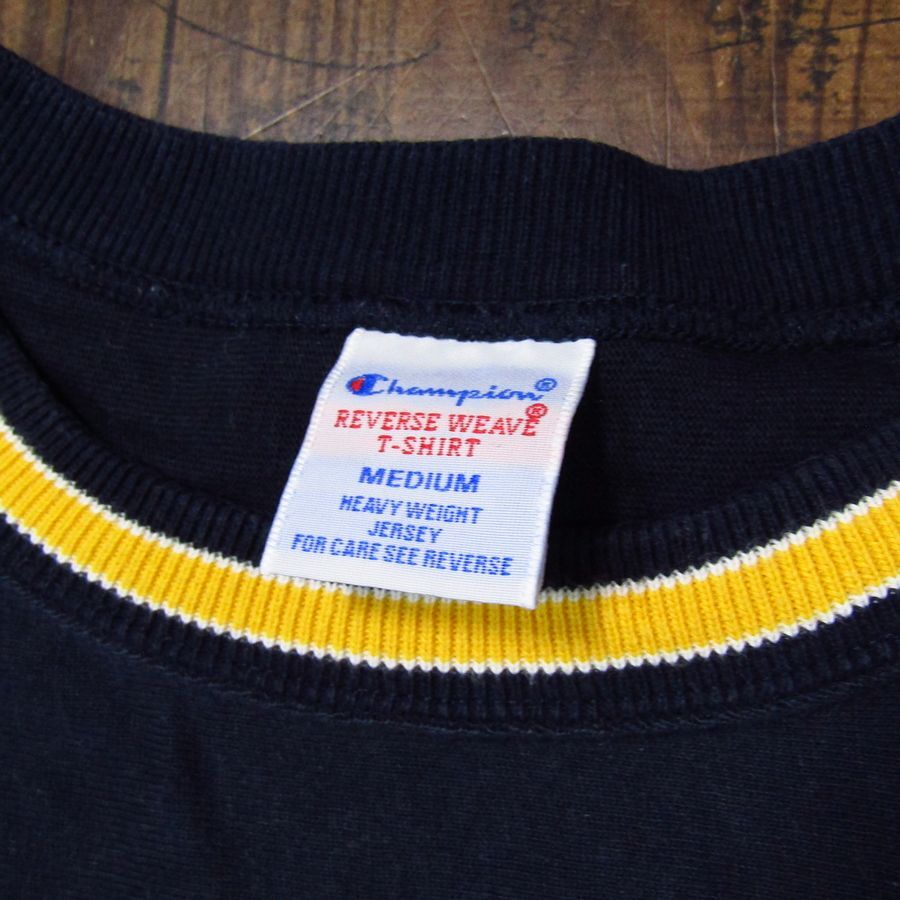 Champion®
REVERSE WEAVE®
T-SHIRT
MEDIUM
HEAVY WEIGHT
JERSEY
FOR CARE SEE REVERSE